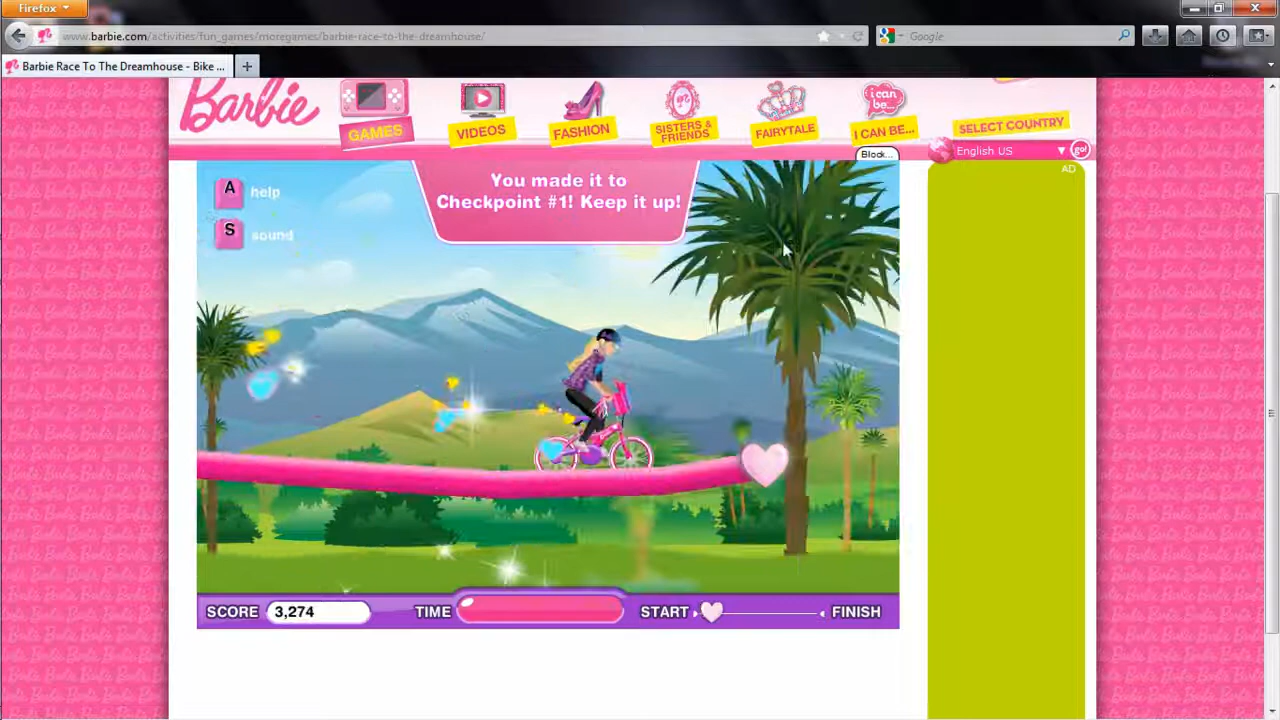 Firefox
www.barbie.com/activities/fun_games/moregames/barbie-race-to-the-dreamhouse/
Google
Barbie Race To The Dreamhouse - Bike ...
Barbie
GAMES
VIDEOS
FASHION
SISTERS &
FRIENDS
FAIRYTALE
i can
be...
I CAN BE...
SELECT COUNTRY
English US
go!
Block...
AD
A help
S sound
You made it to
Checkpoint #1! Keep it up!
SCORE 3,274 TIME START FINISH